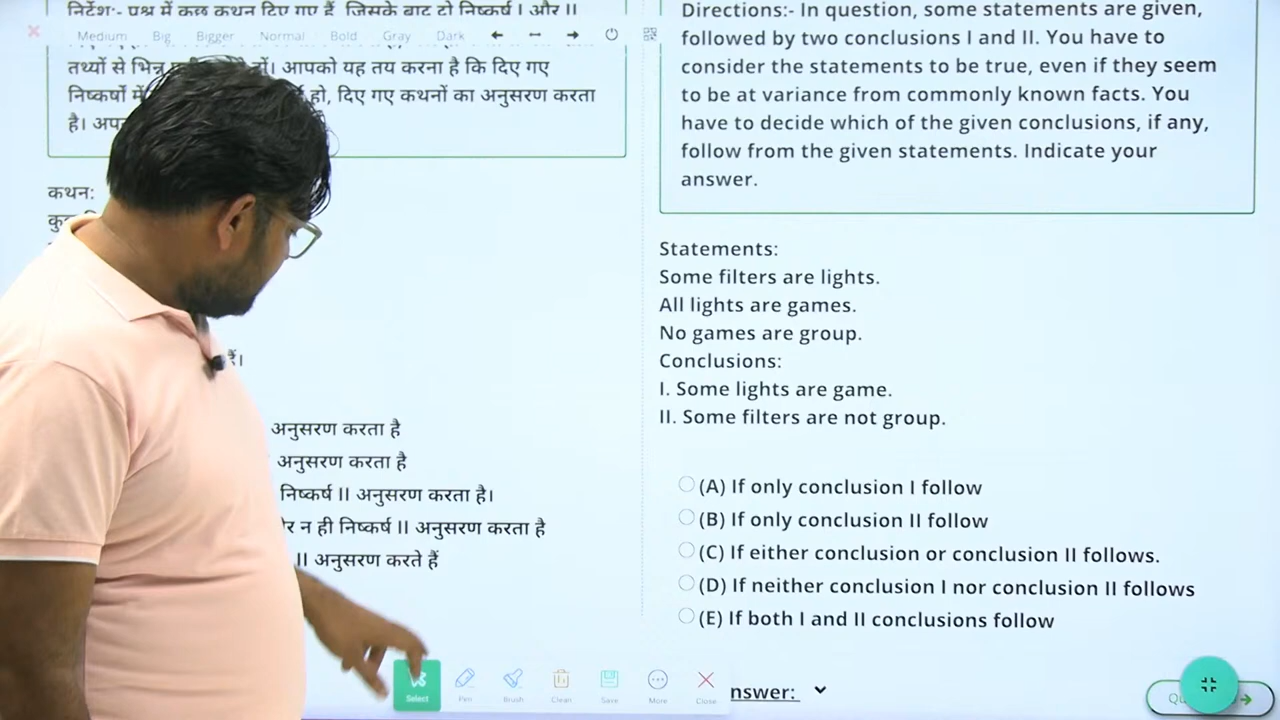 निर्देश:- प्रश्न में कुछ कथन दिए गए हैं, जिसके बाद दो निष्कर्ष I और II
Medium Big Bigger Normal Bold Gray Dark
तथ्यों से भिन्न हों। आपको यह तय करना है कि दिए गए
निष्कर्षों में हो, दिए गए कथनों का अनुसरण करता
है।
कथन:
हैं।
अनुसरण करता है
अनुसरण करता है
निष्कर्ष II अनुसरण करता है।
न ही निष्कर्ष II अनुसरण करता है
II अनुसरण करते हैं
Directions:- In question, some statements are given,
followed by two conclusions I and II. You have to
consider the statements to be true, even if they seem
to be at variance from commonly known facts. You
have to decide which of the given conclusions, if any,
follow from the given statements. Indicate your
answer.
Statements:
Some filters are lights.
All lights are games.
No games are group.
Conclusions:
I. Some lights are game.
II. Some filters are not group.
(A) If only conclusion I follow
(B) If only conclusion II follow
(C) If either conclusion or conclusion II follows.
(D) If neither conclusion I nor conclusion II follows
(E) If both I and II conclusions follow
Select Pen Brush Clean Save More Close